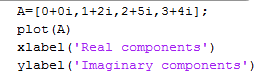 A=[0+0i,1+2i,2+5i,3+4i];
plot(A)
xlabel('Real components')
ylabel('Imaginary components')